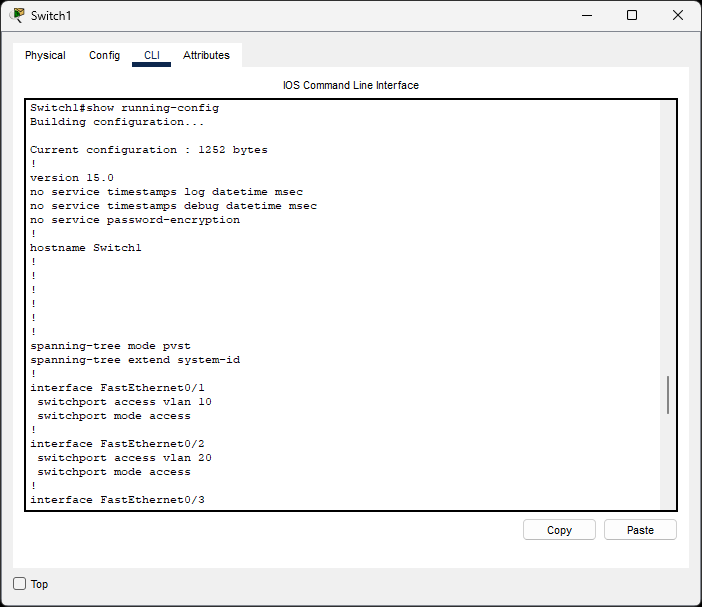 Switch1
Physical Config CLI Attributes
IOS Command Line Interface
Switch1#show running-config
Building configuration...

Current configuration : 1252 bytes
!
version 15.0
no service timestamps log datetime msec
no service timestamps debug datetime msec
no service password-encryption
!
hostname Switch1
!
!
!
!
!
!
spanning-tree mode pvst
spanning-tree extend system-id
!
interface FastEthernet0/1
 switchport access vlan 10
 switchport mode access
!
interface FastEthernet0/2
 switchport access vlan 20
 switchport mode access
!
interface FastEthernet0/3
Copy Paste
Top